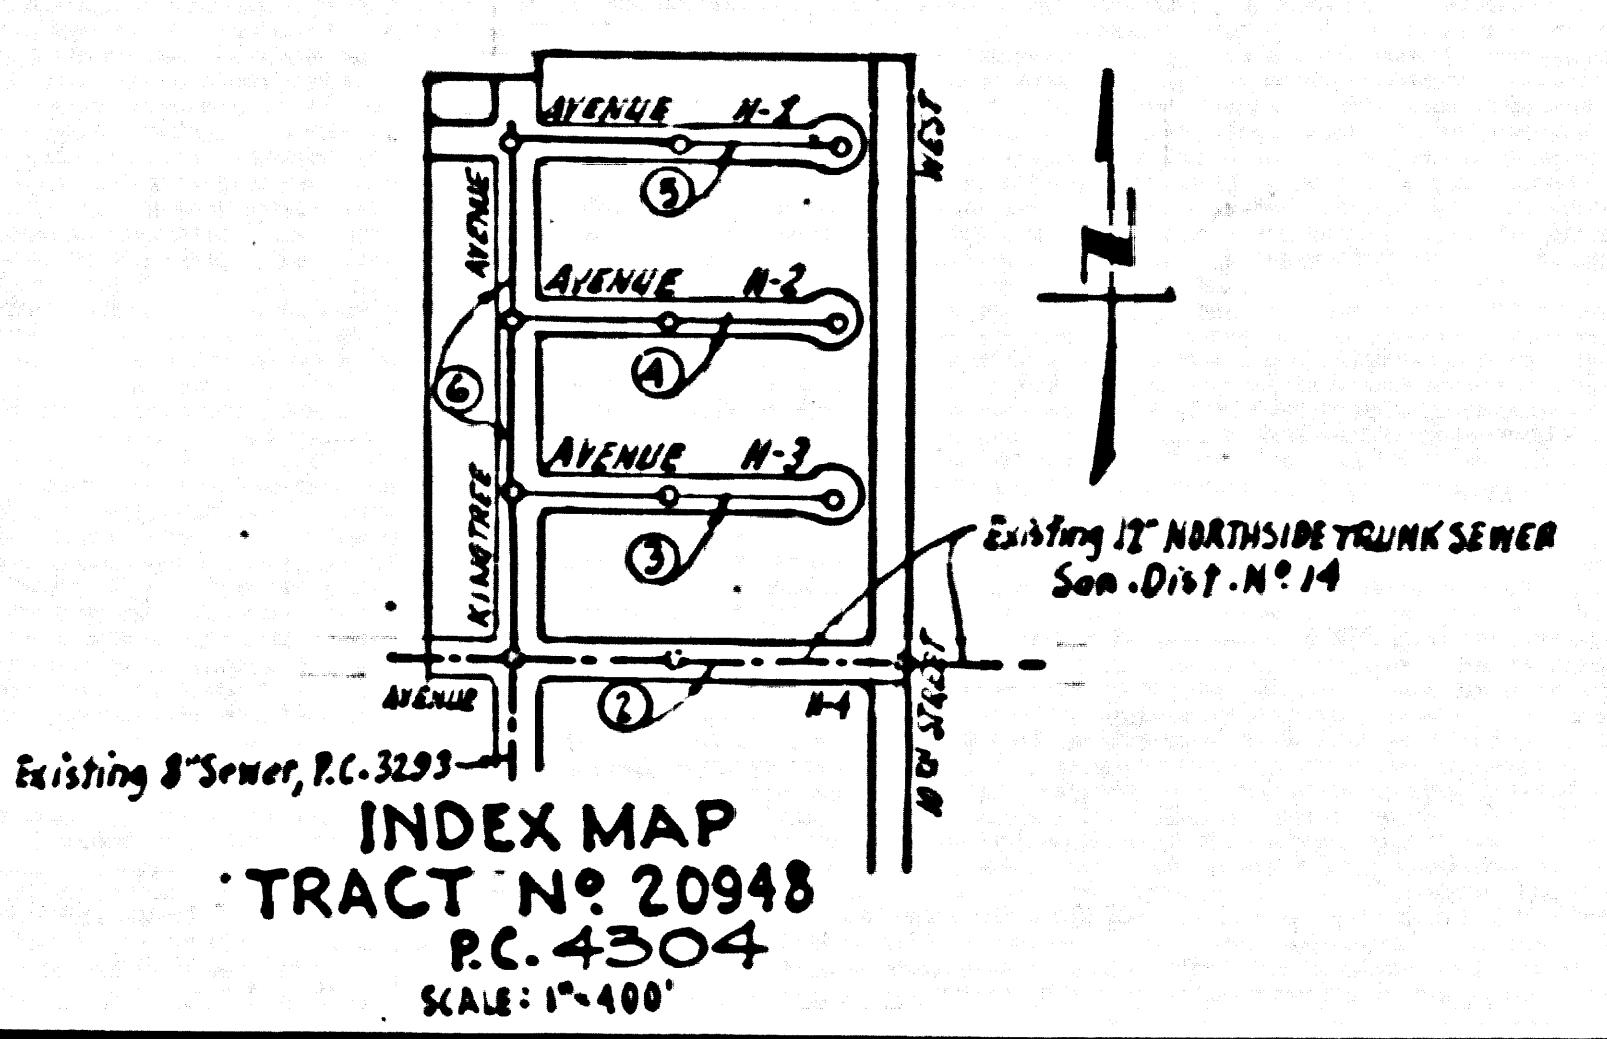 AVENUE M-1
WEST
5
AVENUE
AVENUE M-2
4
6
AVENUE M-3
KINGTREE
3
Existing 12" NORTHSIDE TRUNK SEWER
San. Dist. Nº 14
AVENUE M-4
2
STREET
Existing 8" Sewer, P.C. 3293
INDEX MAP
TRACT Nº 20948
P.C. 4304
SCALE: 1"=400'
N